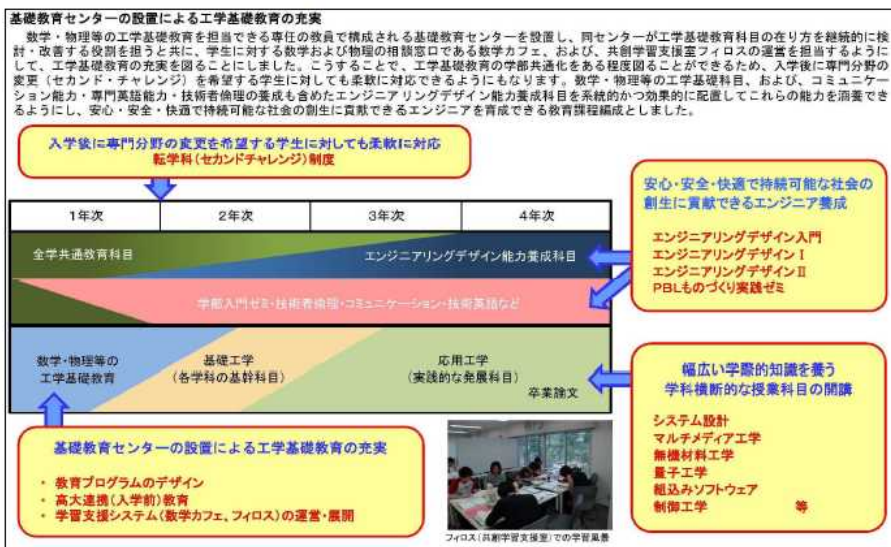 基礎教育センターの設置による工学基礎教育の充実
数学・物理等の工学基礎教育を担当できる専任の教員で構成される基礎教育センターを設置し、同センターが工学基礎教育科目の在り方を継続的に検
討・改善する役割を担うと共に、学生に対する数学および物理の相談窓口である数学カフェ、および、共創学習支援室フィロスの運営を担当するように
して、工学基礎教育の充実を図ることにしました。こうすることで、工学基礎教育の学部共通化をある程度図ることができるため、入学後に専門分野の
変更（セカンド・チャレンジ）を希望する学生に対しても柔軟に対応できるようにもなります。数学・物理等の工学基礎科目、および、コミュニケー
ション能力・専門英語能力・技術者倫理の養成も含めたエンジニアリングデザイン能力養成科目を系統的かつ効果的に配置してこれらの能力を涵養でき
るようにし、安心・安全・快適で持続可能な社会の創生に貢献できるエンジニアを育成できる教育課程編成としました。
入学後に専門分野の変更を希望する学生に対しても柔軟に対応
転学科（セカンドチャレンジ）制度
安心・安全・快適で持続可能な社会の
創生に貢献できるエンジニア養成
エンジニアリングデザイン入門
エンジニアリングデザインⅠ
エンジニアリングデザインⅡ
PBLものづくり実践ゼミ
1年次 2年次 3年次 4年次
全学共通教育科目
エンジニアリングデザイン能力養成科目
学部入門ゼミ・技術者倫理・コミュニケーション・技術英語など
数学・物理等の
工学基礎教育
基礎工学
（各学科の基幹科目）
応用工学
（実践的な発展科目）
卒業論文
幅広い学際的知識を養う
学科横断的な授業科目の開講
システム設計
マルチメディア工学
無機材料工学
量子工学
組込みソフトウェア
制御工学 等
基礎教育センターの設置による工学基礎教育の充実
・ 教育プログラムのデザイン
・ 高大連携（入学前）教育
・ 学習支援システム（数学カフェ、フィロス）の運営・展開
フィロス（共創学習支援室）での学習風景